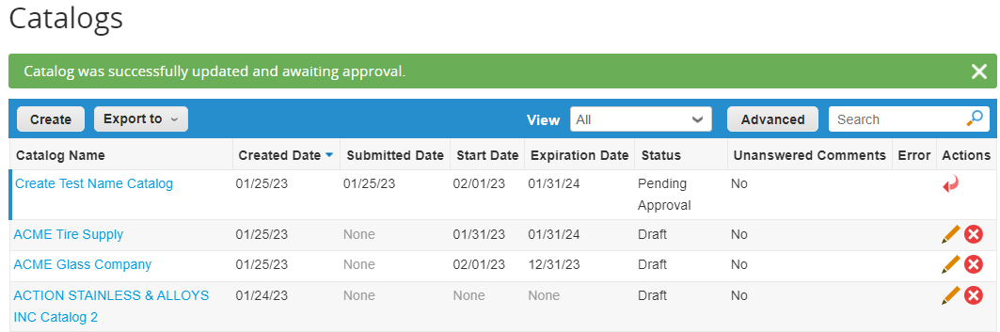 Catalogs
Catalog was successfully updated and awaiting approval.
Create Export to View All Advanced Search
Catalog Name Created Date Submitted Date Start Date Expiration Date Status Unanswered Comments Error Actions
Create Test Name Catalog 01/25/23 01/25/23 02/01/23 01/31/24 Pending No
Approval
ACME Tire Supply 01/25/23 None 01/31/23 01/31/24 Draft No
ACME Glass Company 01/25/23 None 02/01/23 12/31/23 Draft No
ACTION STAINLESS & ALLOYS 01/24/23 None None None Draft No
INC Catalog 2